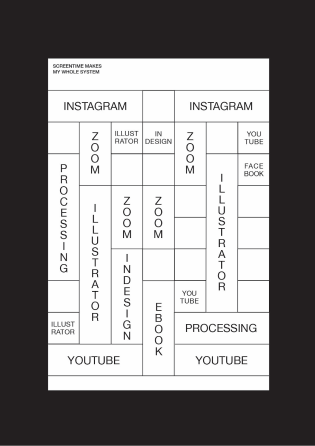 SCREENTIME MAKES
MY WHOLE SYSTEM
INSTAGRAM
INSTAGRAM
ZOOM
ILLUST
RATOR
IN
DESIGN
ZOOM
YOU
TUBE
PROCESSING
ILLUSTRATOR
ZOOM
ZOOM
ILLUSTRATOR
FACE
BOOK
INDESIGN
EBOOK
YOU
TUBE
ILLUST
RATOR
PROCESSING
YOUTUBE
YOUTUBE